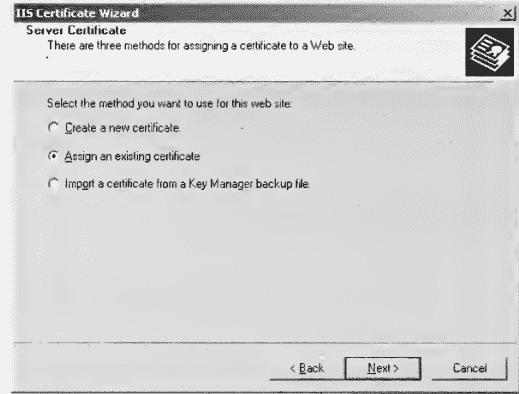 IIS Certificate Wizard
Server Certificate
There are three methods for assigning a certificate to a Web site.
Select the method you want to use for this web site:
Create a new certificate.
Assign an existing certificate
Import a certificate from a Key Manager backup file.
< Back
Next >
Cancel